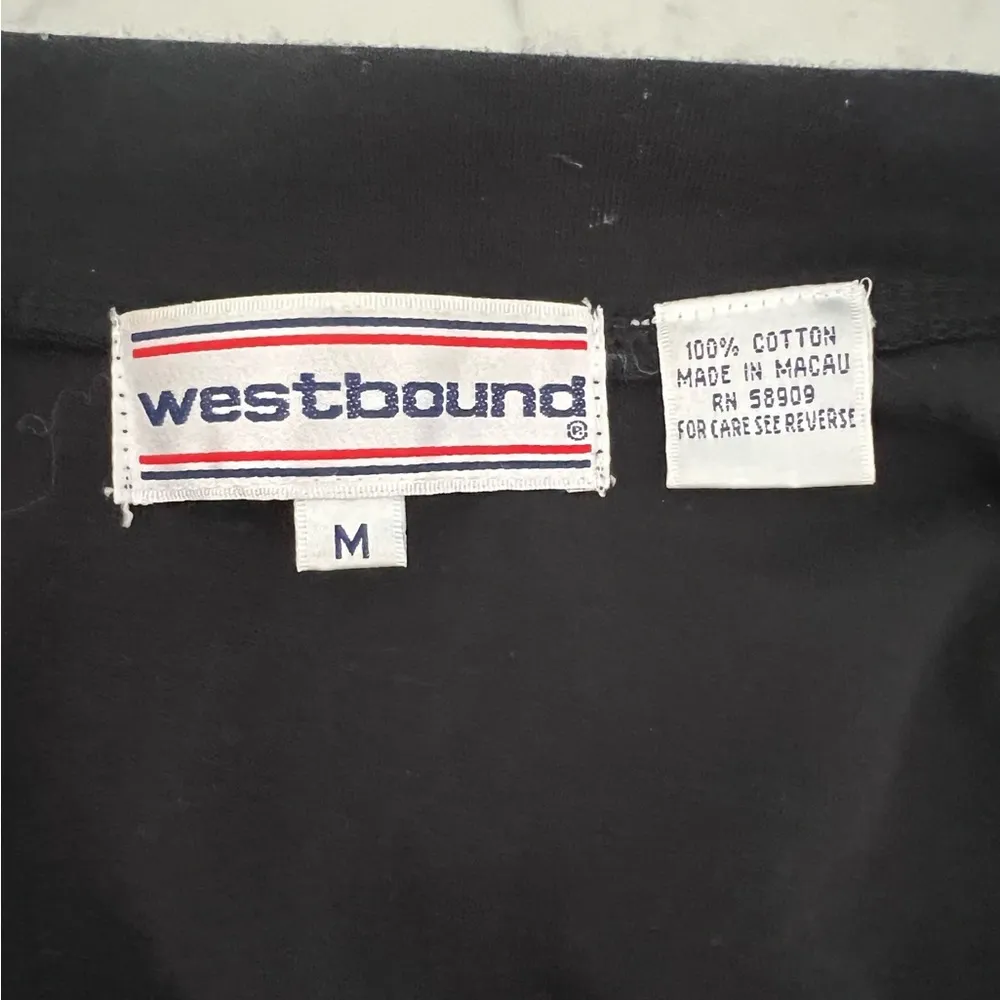 westbound
®
M
100% COTTON
MADE IN MACAU
RN 58909
FOR CARE SEE REVERSE